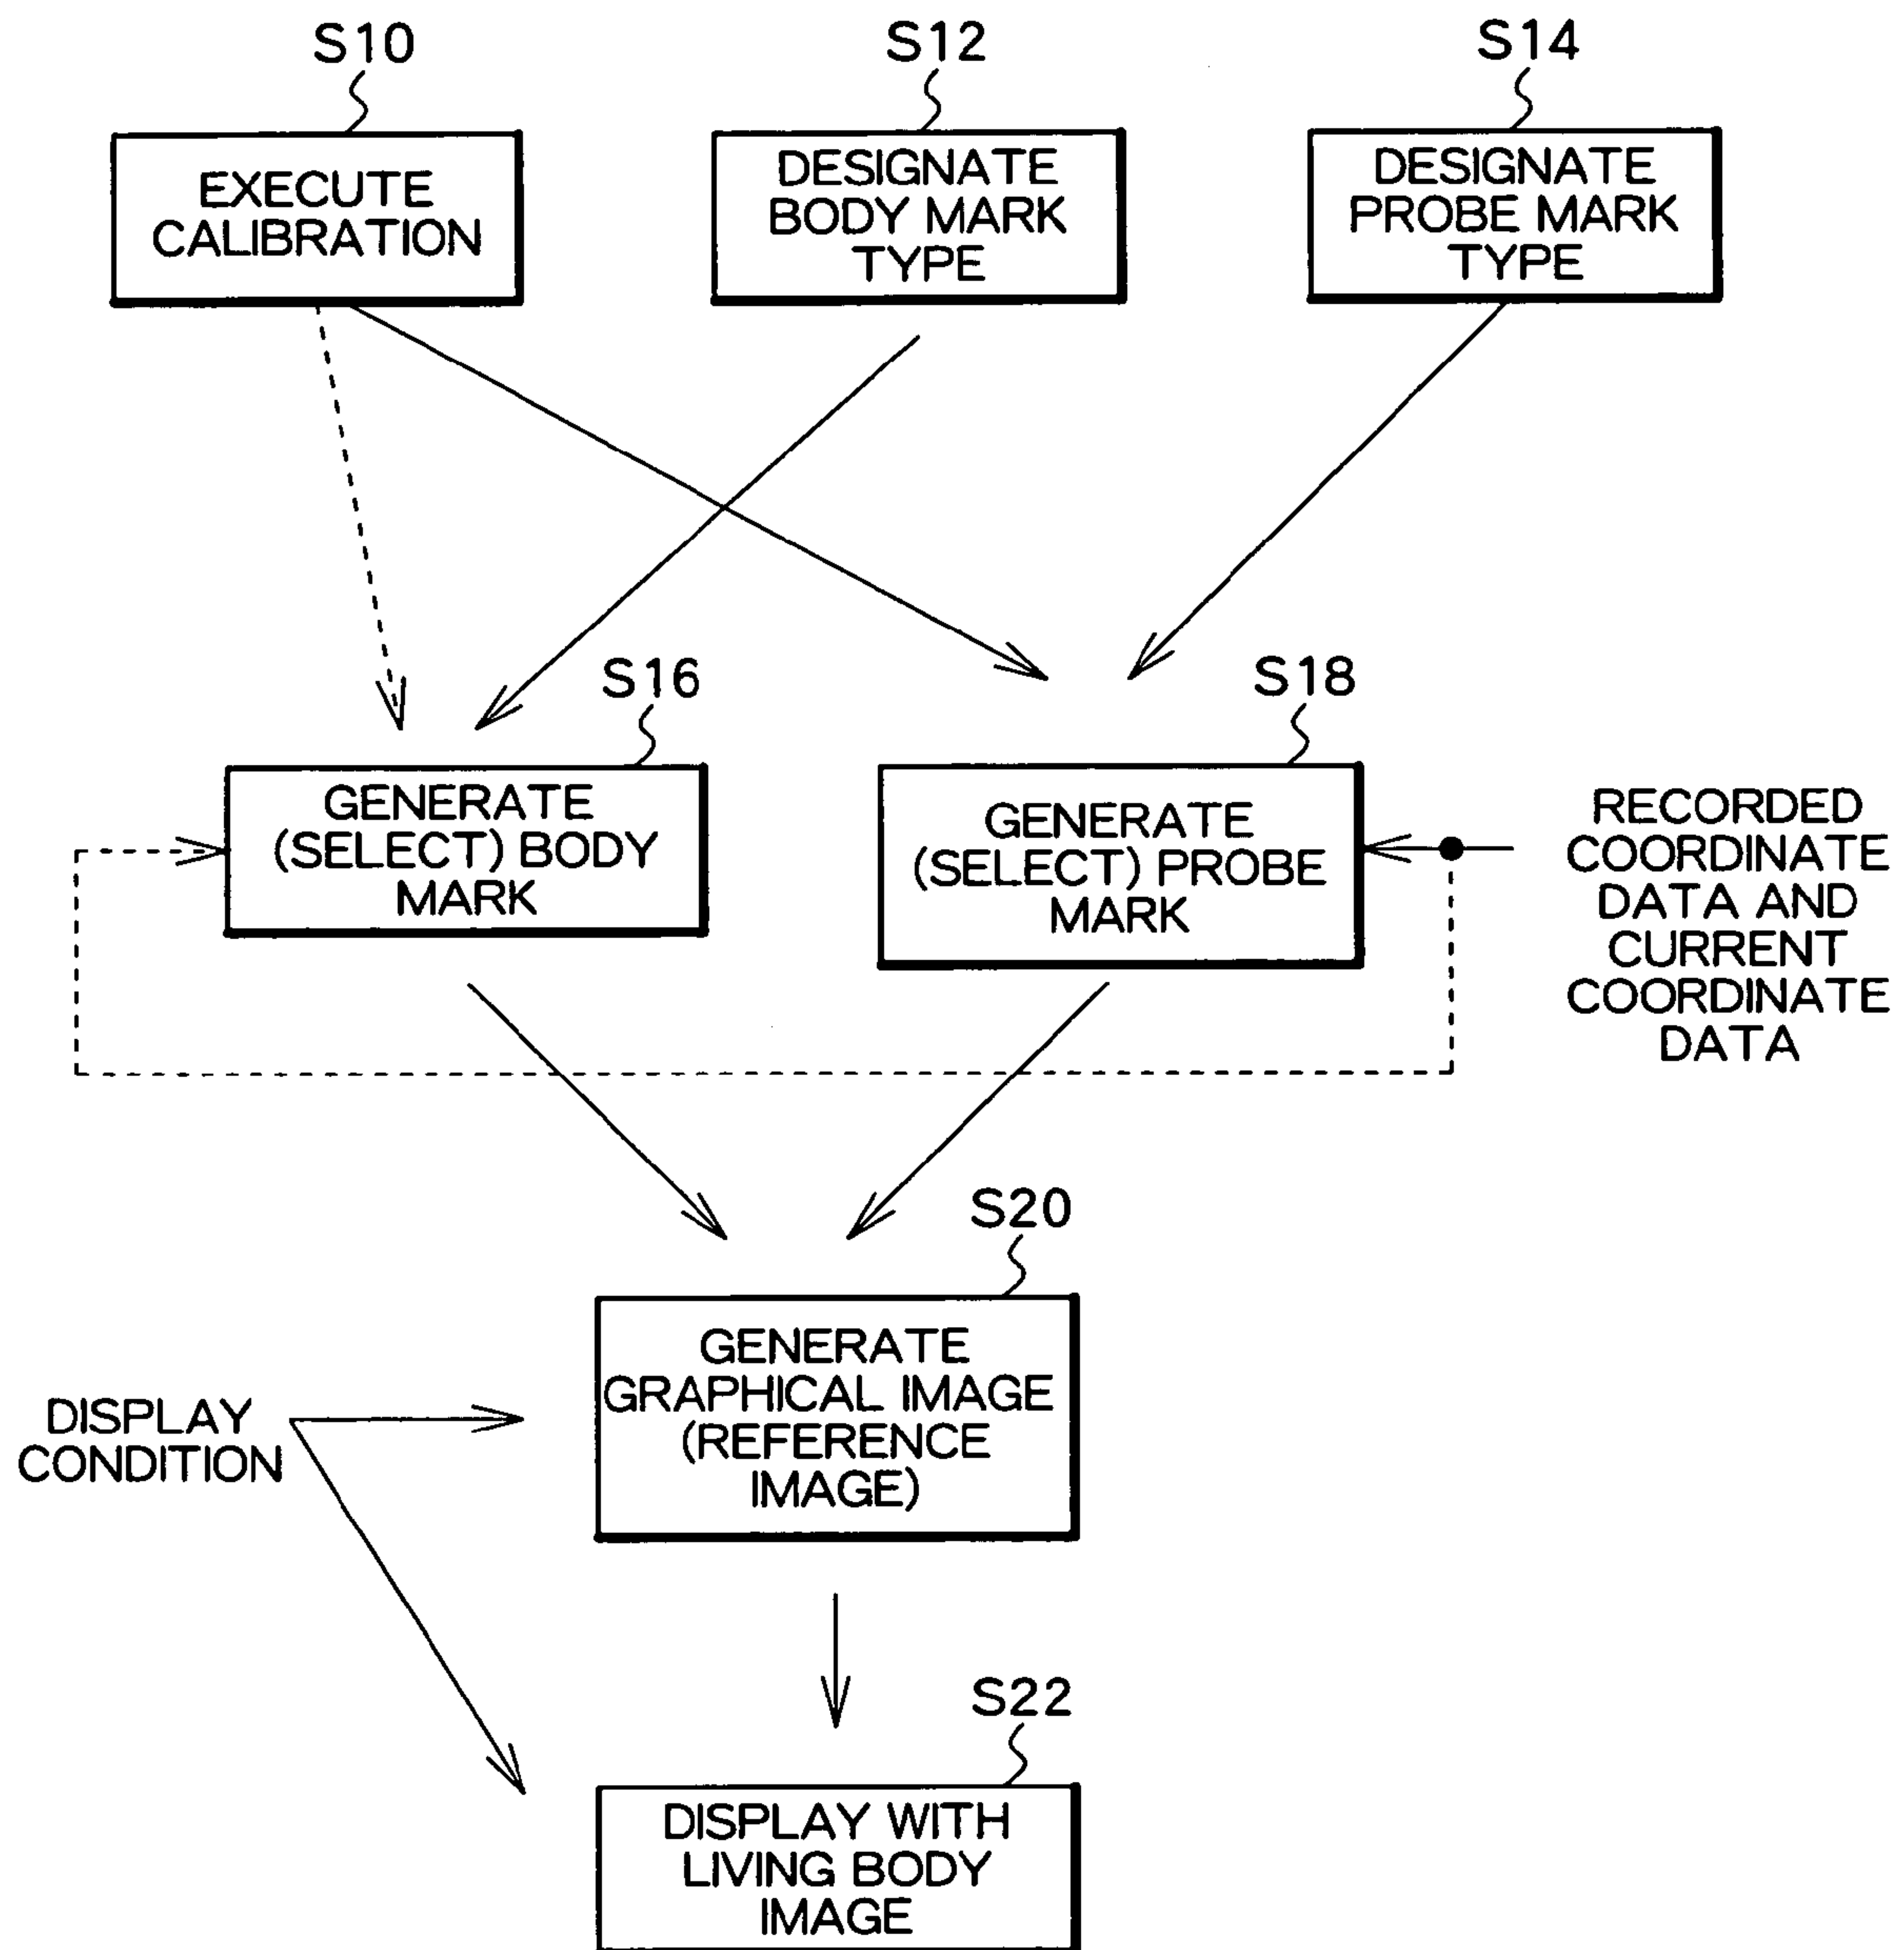 S10
EXECUTE
CALIBRATION
S12
DESIGNATE
BODY MARK
TYPE
S14
DESIGNATE
PROBE MARK
TYPE
S16
GENERATE
(SELECT) BODY
MARK
S18
GENERATE
(SELECT) PROBE
MARK
RECORDED
COORDINATE
DATA AND
CURRENT
COORDINATE
DATA
S20
GENERATE
GRAPHICAL IMAGE
(REFERENCE
IMAGE)
DISPLAY
CONDITION
S22
DISPLAY WITH
LIVING BODY
IMAGE